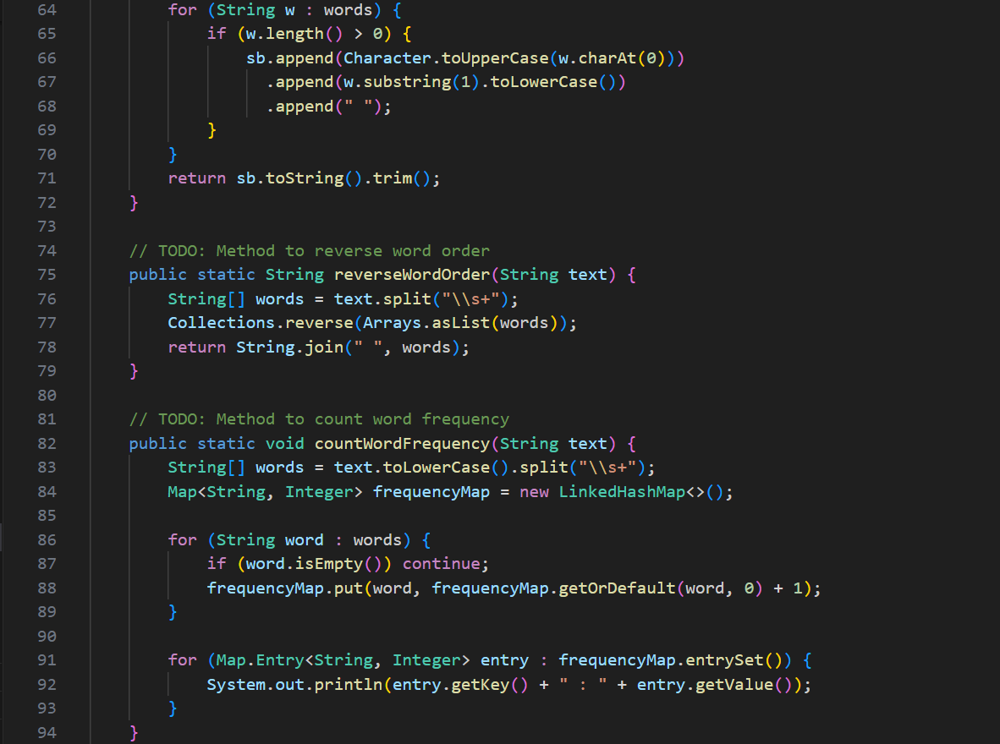 64 for (String w : words) {
65 if (w.length() > 0) {
66 sb.append(Character.toUpperCase(w.charAt(0)))
67 .append(w.substring(1).toLowerCase())
68 .append(" ");
69 }
70 }
71 return sb.toString().trim();
72 }
73
74 // TODO: Method to reverse word order
75 public static String reverseWordOrder(String text) {
76 String[] words = text.split("\\s+");
77 Collections.reverse(Arrays.asList(words));
78 return String.join(" ", words);
79 }
80
81 // TODO: Method to count word frequency
82 public static void countWordFrequency(String text) {
83 String[] words = text.toLowerCase().split("\\s+");
84 Map<String, Integer> frequencyMap = new LinkedHashMap<>();
85
86 for (String word : words) {
87 if (word.isEmpty()) continue;
88 frequencyMap.put(word, frequencyMap.getOrDefault(word, 0) + 1);
89 }
90
91 for (Map.Entry<String, Integer> entry : frequencyMap.entrySet()) {
92 System.out.println(entry.getKey() + " : " + entry.getValue());
93 }
94 }